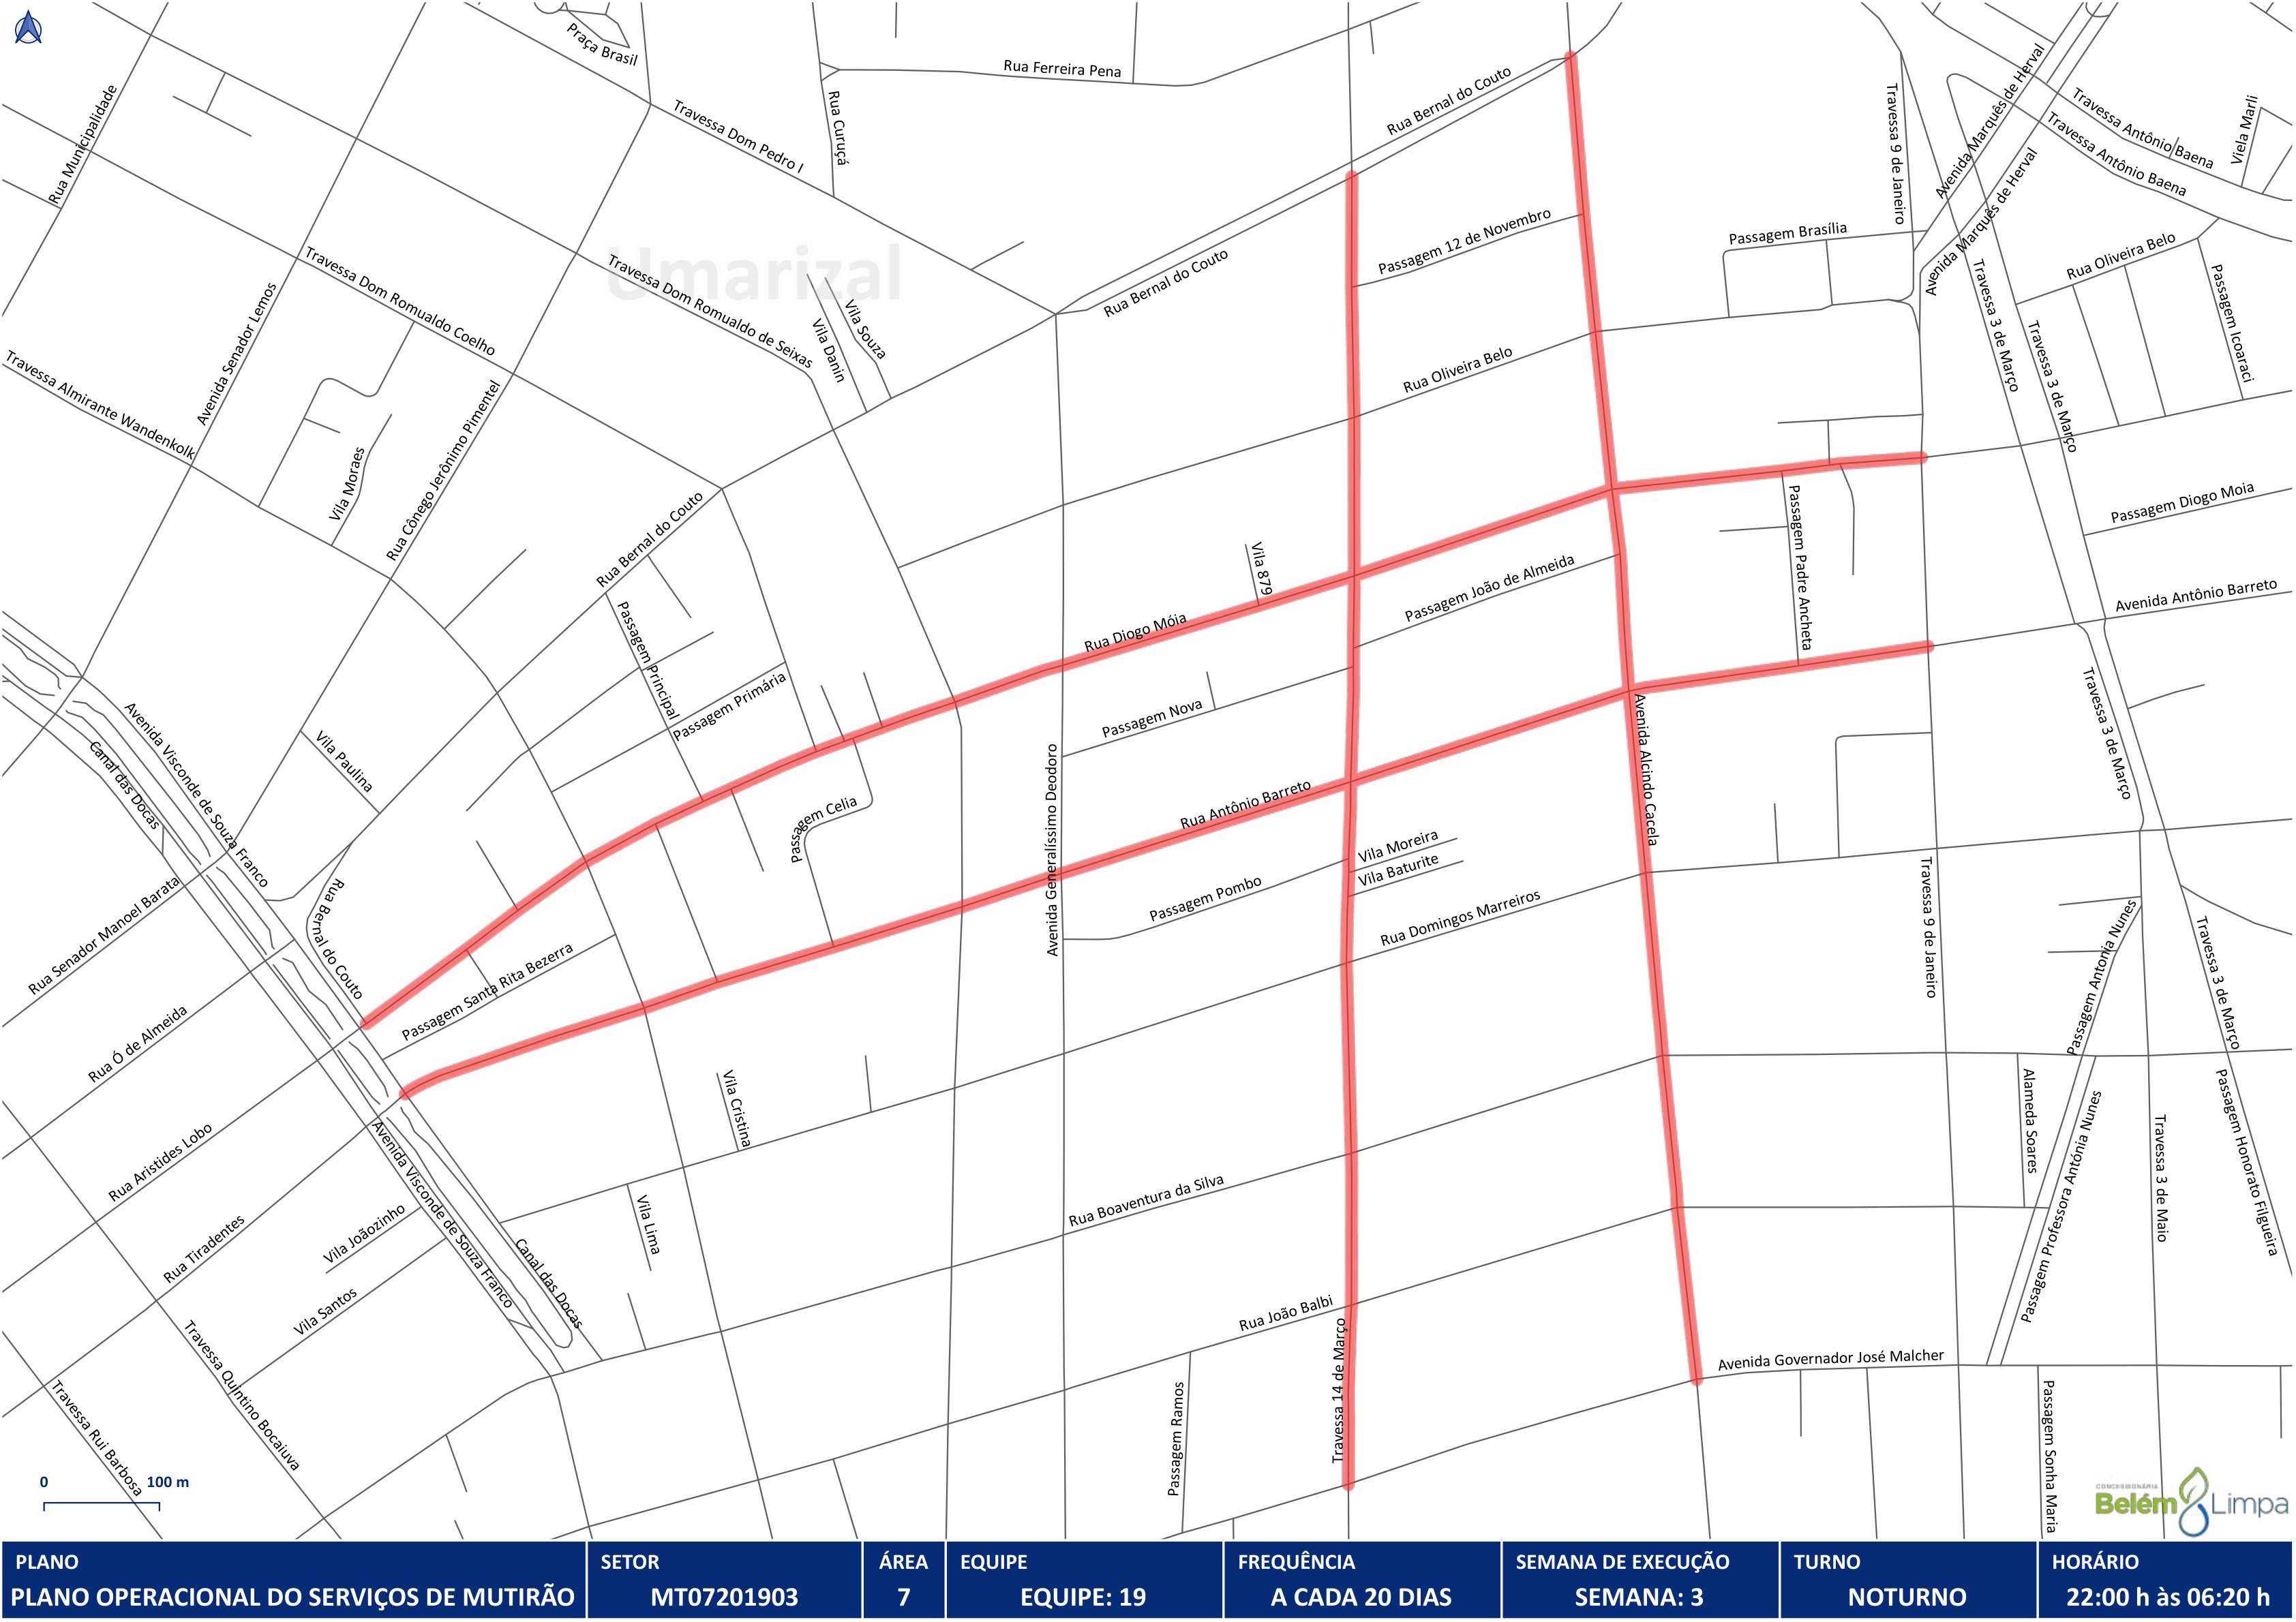 Praça Brasil
Rua Ferreira Pena
Rua Municipalidade
Travessa Dom Pedro I
Rua Curuçá
Rua Bernal do Couto
Travessa 9 de Janeiro
Avenida Marquês de Herval
Travessa Antônio Baena
Viela Marli
Travessa Antônio Baena
Avenida Marquês de Herval
Umarizal
Travessa Dom Romualdo Coelho
Travessa Dom Romualdo de Seixas
Vila Souza
Vila Danin
Rua Bernal do Couto
Passagem 12 de Novembro
Passagem Brasília
Rua Oliveira Belo
Passagem Icoaraci
Travessa 3 de Março
Travessa 3 de Março
Avenida Senador Lemos
Travessa Almirante Wandenkolk
Rua Oliveira Belo
Rua Cônego Jerônimo Pimentel
Vila Moraes
Rua Bernal do Couto
Passagem Diogo Moia
Passagem Padre Ancheta
Vila 879
Passagem João de Almeida
Avenida Antônio Barreto
Rua Diogo Móia
Passagem Principal
Passagem Primária
Passagem Nova
Avenida Visconde de Souza Franco
Canal das Docas
Vila Paulina
Avenida Generalíssimo Deodoro
Avenida Alcindo Cacela
Travessa 3 de Março
Passagem Celia
Rua Antônio Barreto
Vila Moreira
Vila Baturite
Passagem Pombo
Rua Domingos Marreiros
Travessa 9 de Janeiro
Rua Senador Manoel Barata
Rua Bernal do Couto
Passagem Santa Rita Bezerra
Passagem Antonia Nunes
Travessa 3 de Março
Rua Ó de Almeida
Vila Cristina
Alameda Soares
Passagem Honorato Filgueira
Rua Aristides Lobo
Avenida Visconde de Souza Franco
Passagem Professora Antônia Nunes
Travessa 3 de Maio
Rua Boaventura da Silva
Vila Lima
Vila Joãozinho
Rua Tiradentes
Canal das Docas
Vila Santos
Rua João Balbi
Travessa 14 de Março
Avenida Governador José Malcher
Travessa Quintino Bocaiuva
Travessa Rui Barbosa
Passagem Ramos
Passagem Sonha Maria
0 100 m
CONCESSIONÁRIA
Belém Limpa
PLANO SETOR ÁREA EQUIPE FREQUÊNCIA SEMANA DE EXECUÇÃO TURNO HORÁRIO
PLANO OPERACIONAL DO SERVIÇOS DE MUTIRÃO MT07201903 7 EQUIPE: 19 A CADA 20 DIAS SEMANA: 3 NOTURNO 22:00 h às 06:20 h